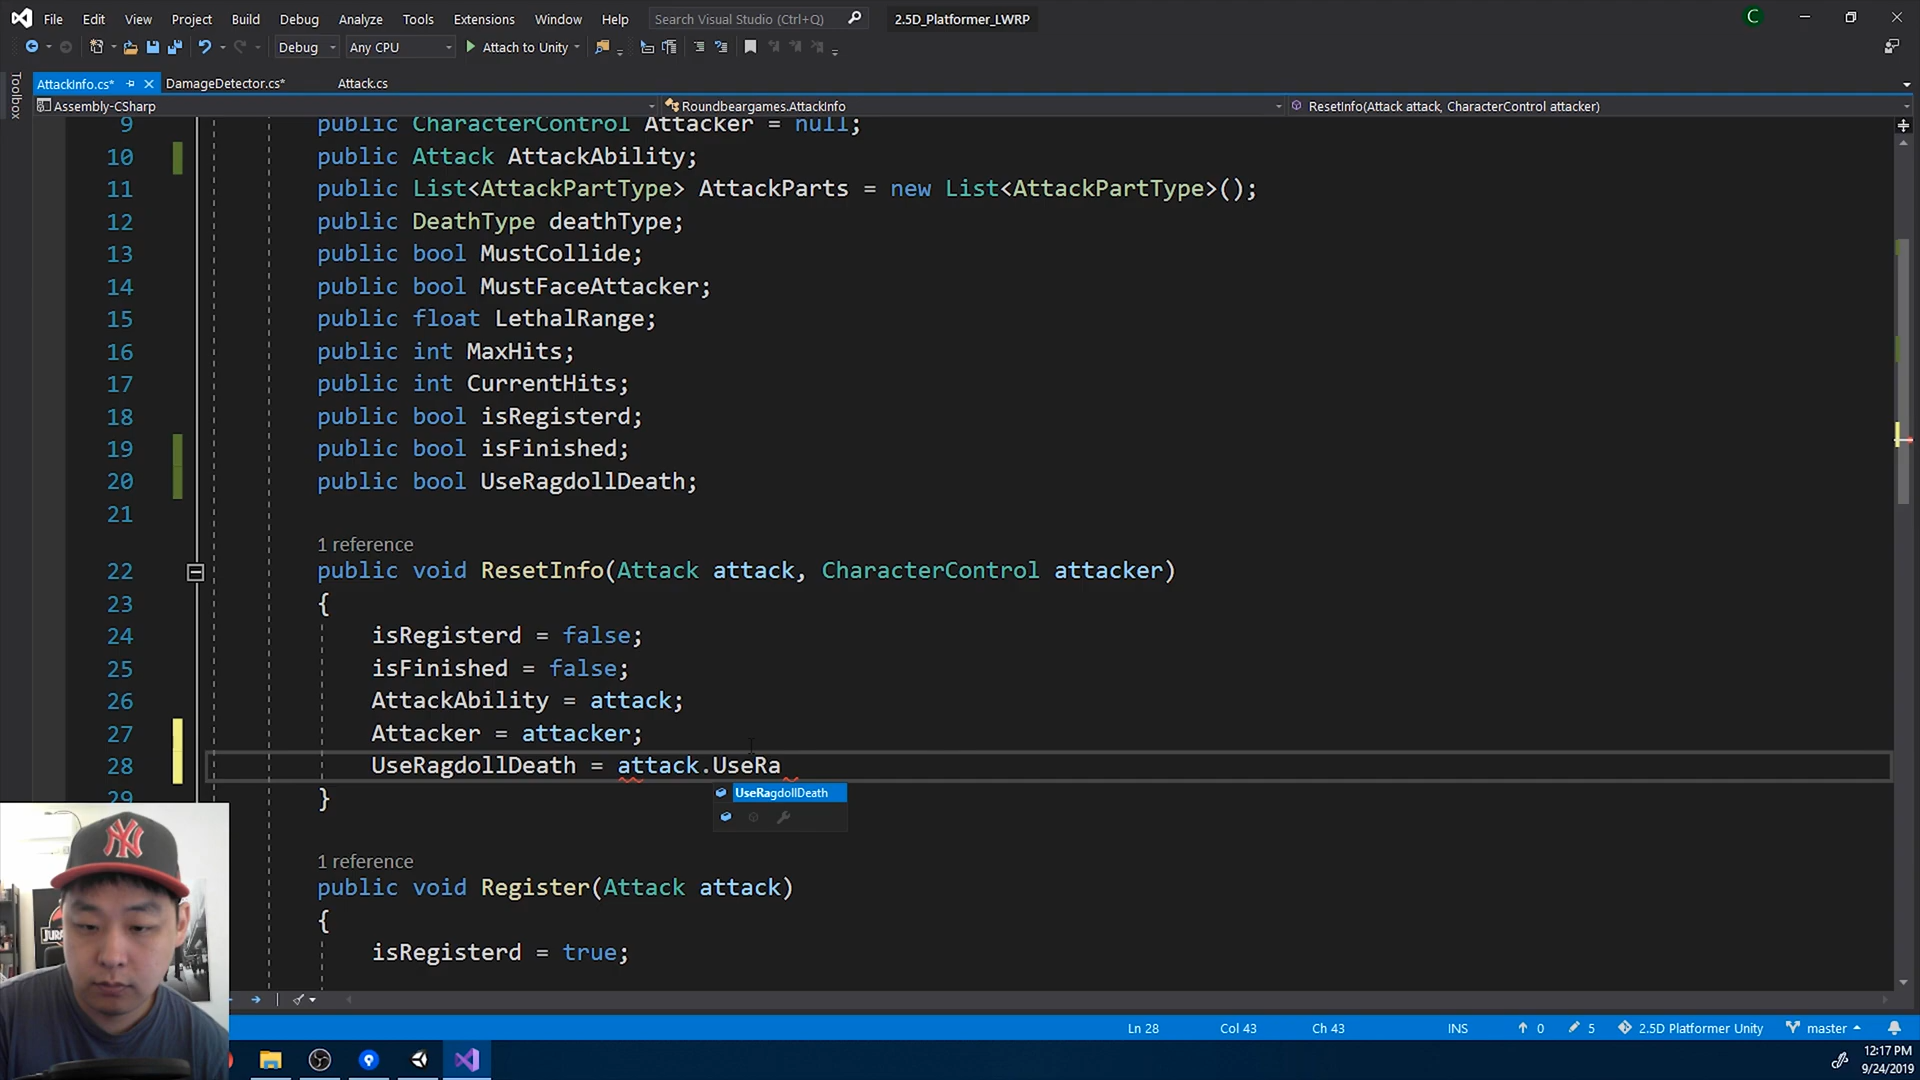 File Edit View Project Build Debug Analyze Tools Extensions Window Help Search Visual Studio (Ctrl+Q) 2.5D_Platformer_LWRP C
Debug Any CPU Attach to Unity
Toolbox
AttackInfo.cs* DamageDetector.cs* Attack.cs
Assembly-CSharp Roundbeargames.AttackInfo ResetInfo(Attack attack, CharacterControl attacker)
9 public CharacterControl Attacker = null;
10 public Attack AttackAbility;
11 public List<AttackPartType> AttackParts = new List<AttackPartType>();
12 public DeathType deathType;
13 public bool MustCollide;
14 public bool MustFaceAttacker;
15 public float LethalRange;
16 public int MaxHits;
17 public int CurrentHits;
18 public bool isRegisterd;
19 public bool isFinished;
20 public bool UseRagdollDeath;
21
1 reference
22 public void ResetInfo(Attack attack, CharacterControl attacker)
23 {
24 isRegisterd = false;
25 isFinished = false;
26 AttackAbility = attack;
27 Attacker = attacker;
28 UseRagdollDeath = attack.UseRa
UseRagdollDeath
29 }
1 reference
public void Register(Attack attack)
{
isRegisterd = true;
Ln 28 Col 43 Ch 43 INS 0 5 2.5D Platformer Unity master
12:17 PM
9/24/2019